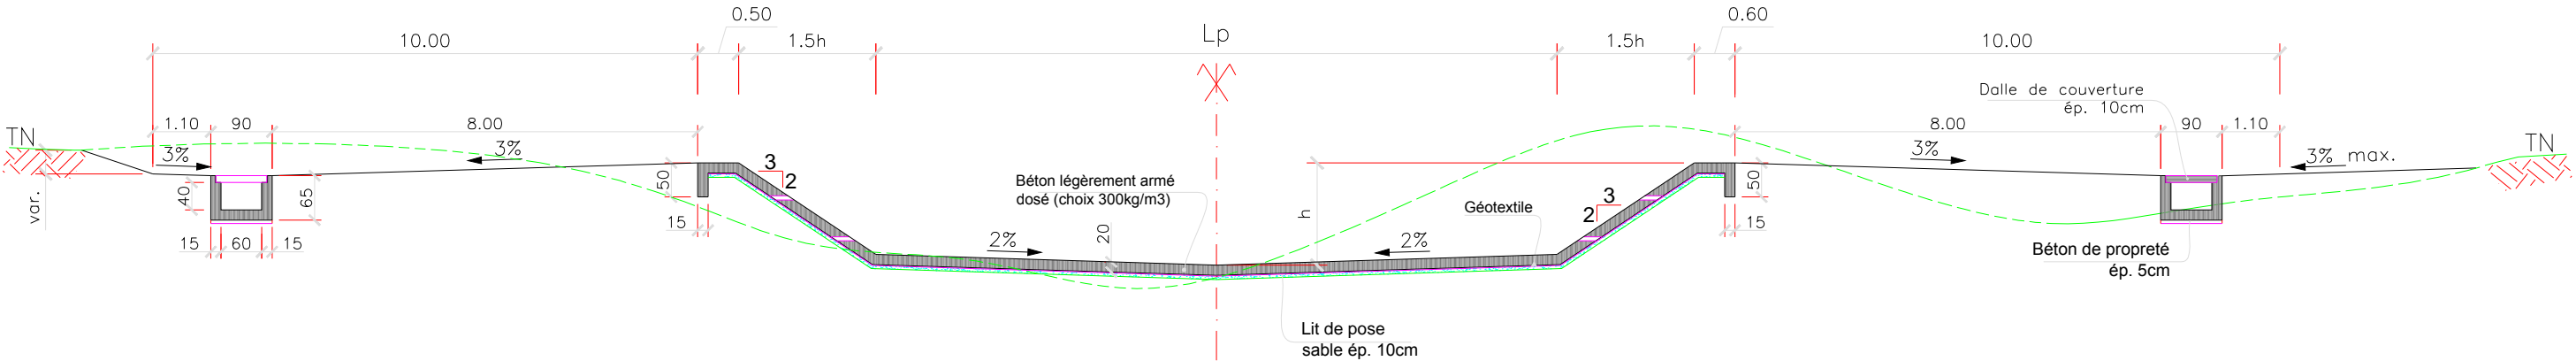 0.50
0.60
10.00
1.5h
Lp
1.5h
10.00
Dalle de couverture
ép. 10cm
TN
1.10
90
8.00
8.00
90
1.10
TN
3%
3%
3%
3% max.
var.
40
65
50
3
2
Béton légèrement armé
dosé (choix 300kg/m3)
h
Géotextile
3
2
50
15
60
15
15
2%
20
2%
15
Béton de propreté
ép. 5cm
Lit de pose
sable ép. 10cm